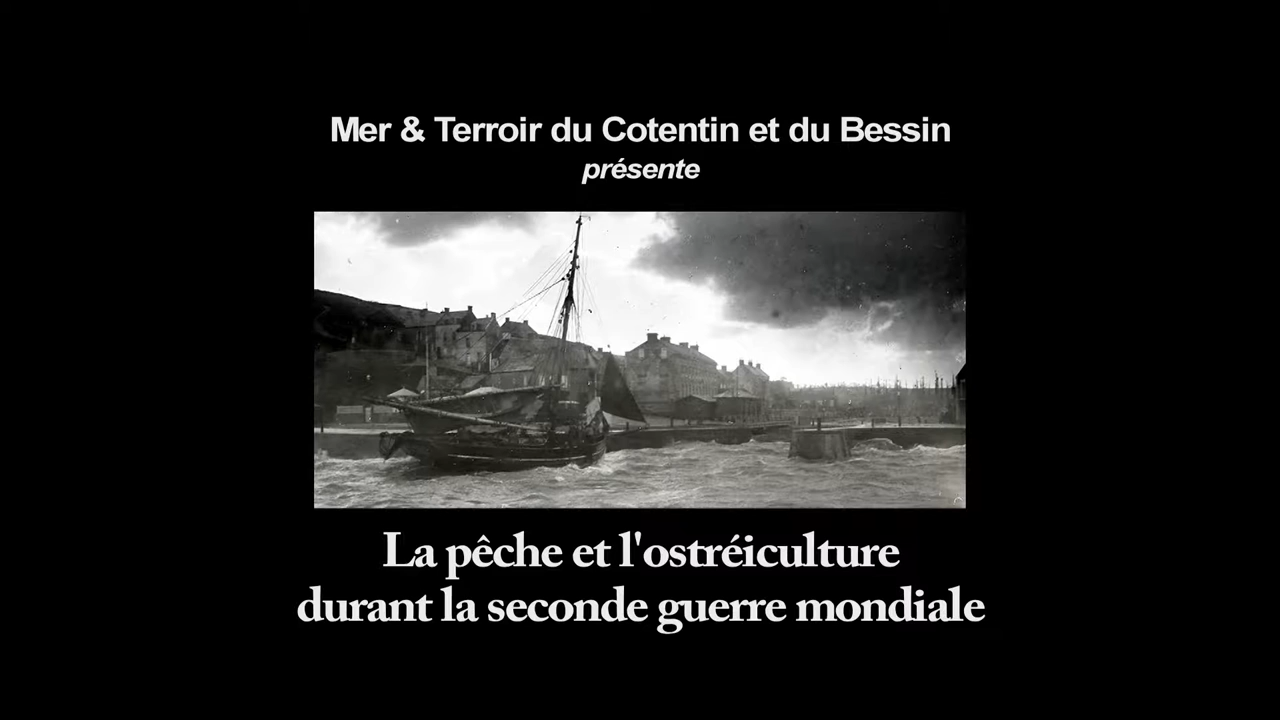 Mer & Terroir du Cotentin et du Bessin
présente
La pêche et l'ostréiculture
durant la seconde guerre mondiale